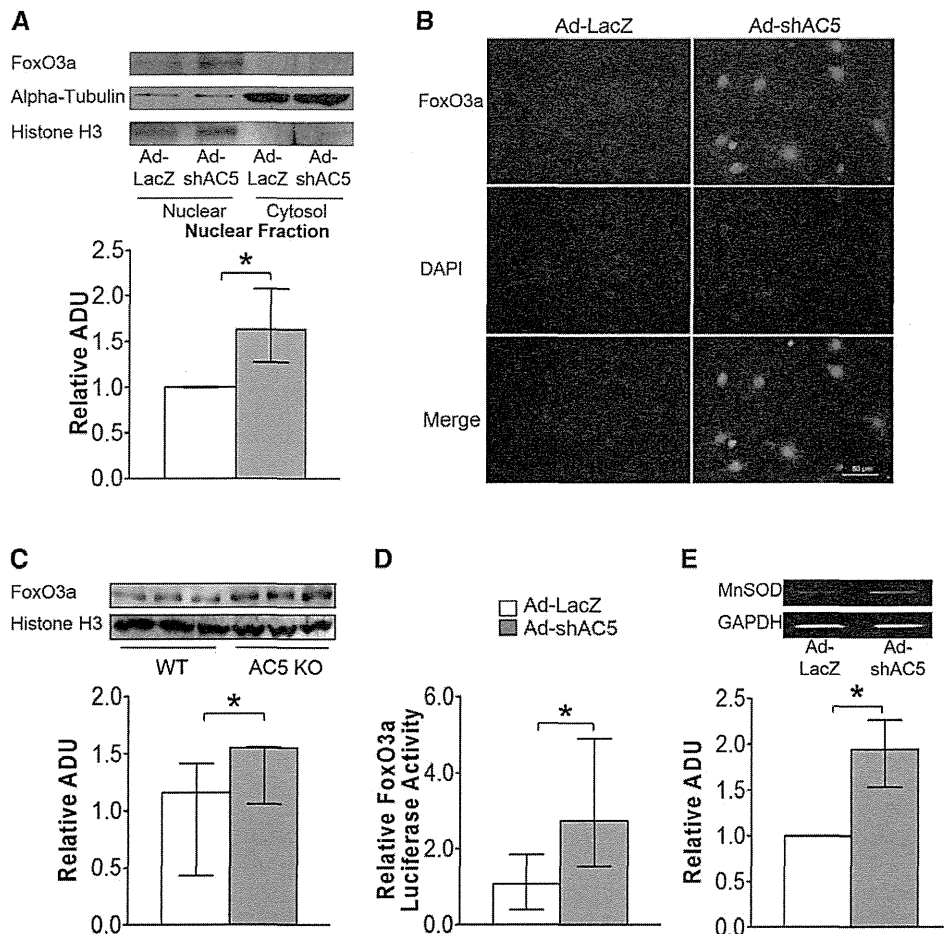 A
FoxO3a
Alpha-Tubulin
Histone H3
Ad-LacZ Ad-shAC5 Ad-LacZ Ad-shAC5
Nuclear Cytosol
Nuclear Fraction
Relative ADU
2.5
2.0
1.5
1.0
0.5
0.0
*
B
Ad-LacZ Ad-shAC5
FoxO3a
DAPI
Merge
50 µm
C
FoxO3a
Histone H3
WT AC5 KO
Relative ADU
2.0
1.5
1.0
0.5
0.0
*
D
Ad-LacZ
Ad-shAC5
Relative FoxO3a
Luciferase Activity
6.0
4.0
2.0
0.0
*
E
MnSOD
GAPDH
Ad-LacZ Ad-shAC5
Relative ADU
2.5
2.0
1.5
1.0
0.5
0.0
*